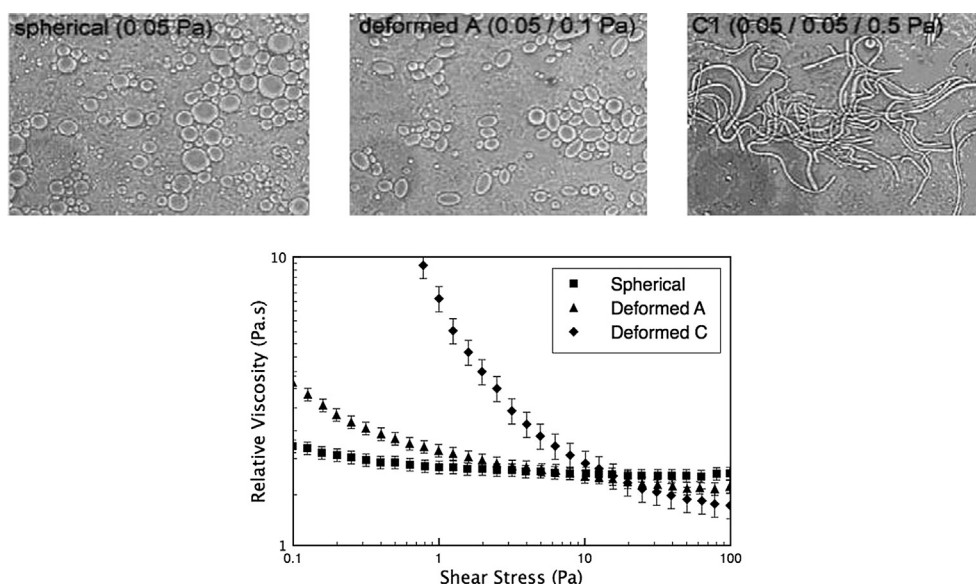 spherical (0.05 Pa)
deformed A (0.05 / 0.1 Pa)
C1 (0.05 / 0.05 / 0.5 Pa)
10
1
Relative Viscosity (Pa.s)
Spherical
Deformed A
Deformed C
0.1 1 10 100
Shear Stress (Pa)